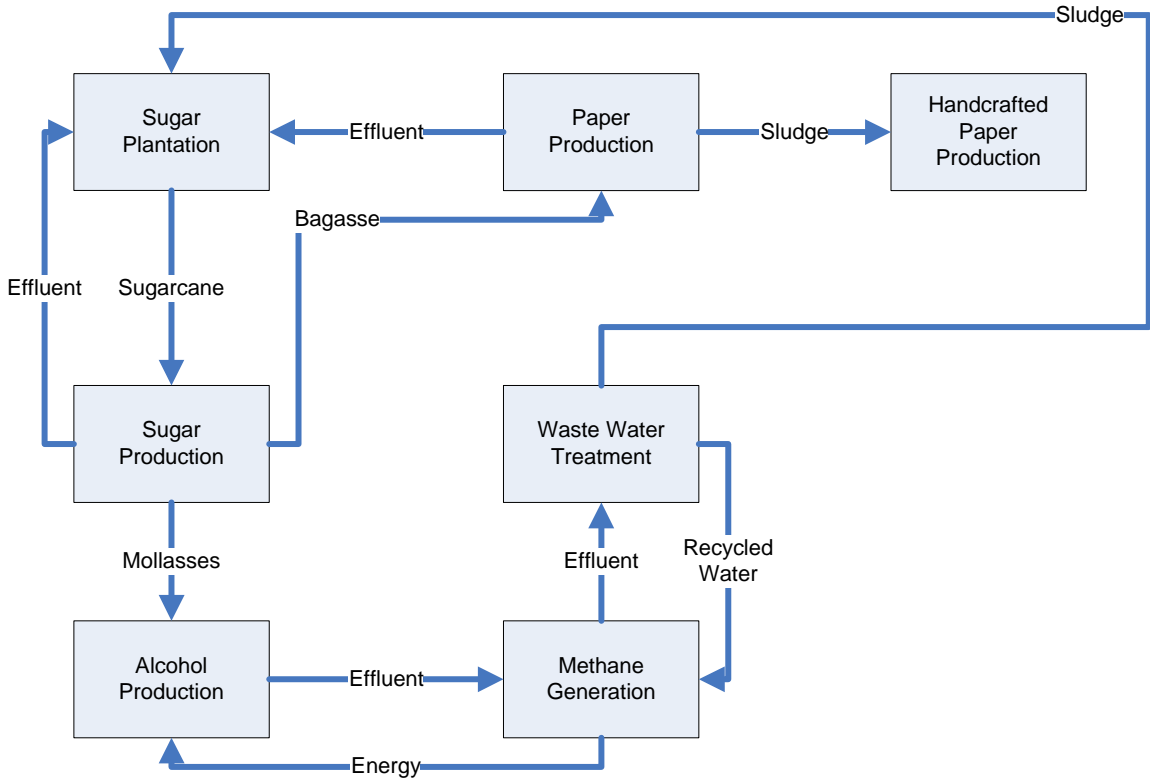 Sludge
Sugar
Plantation
Effluent
Paper
Production
Sludge
Handcrafted
Paper
Production
Bagasse
Effluent
Sugarcane
Sugar
Production
Waste Water
Treatment
Mollasses
Effluent
Recycled
Water
Alcohol
Production
Effluent
Methane
Generation
Energy